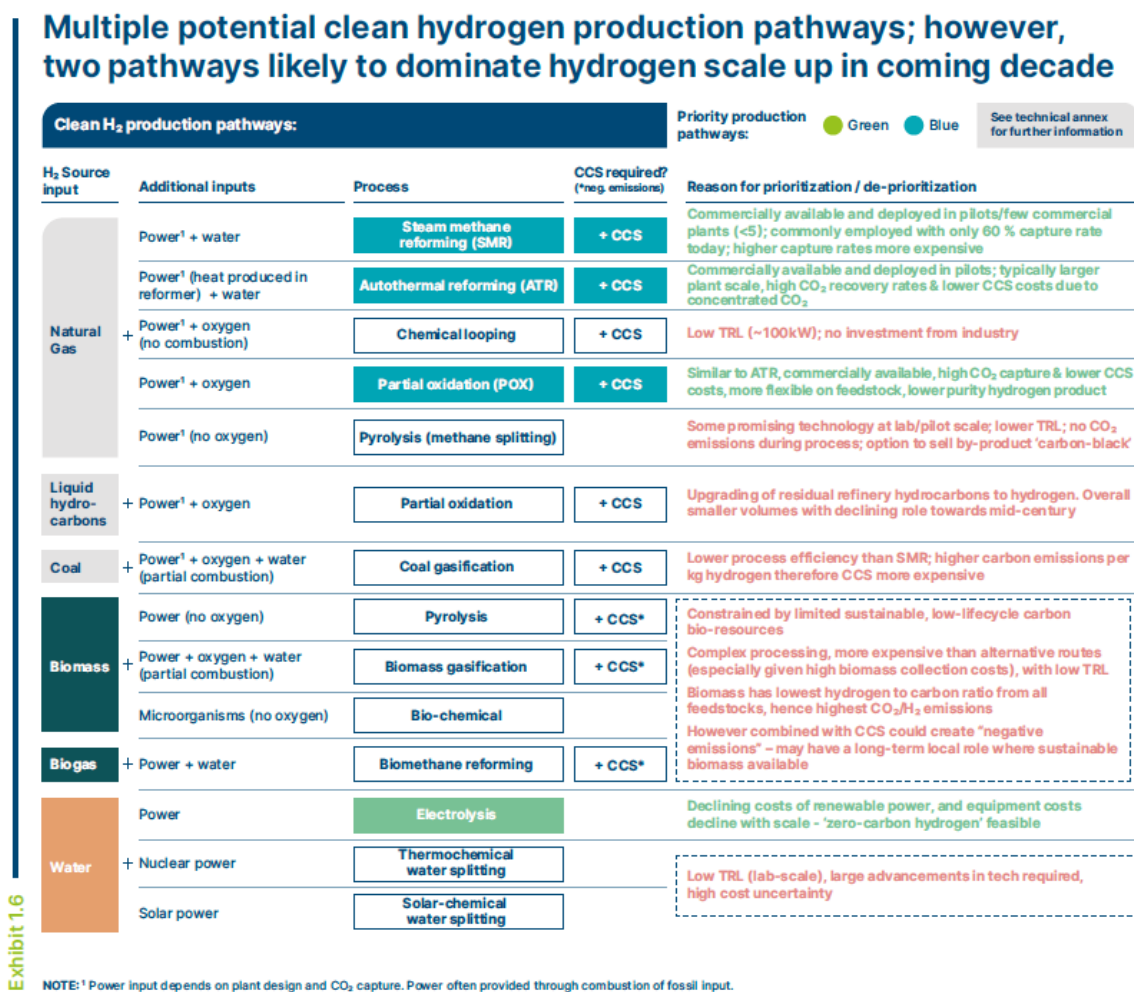 Multiple potential clean hydrogen production pathways; however,
two pathways likely to dominate hydrogen scale up in coming decade
Clean H₂ production pathways:
Priority production
pathways:
Green
Blue
See technical annex
for further information
H₂ Source
input
Additional inputs
Process
CCS required?
(*neg. emissions)
Reason for prioritization / de-prioritization
Natural
Gas
+
Power¹ + water
Steam methane
reforming (SMR)
+ CCS
Commercially available and deployed in pilots/few commercial
plants (<5); commonly employed with only 60 % capture rate
today; higher capture rates more expensive
Power¹ (heat produced in
reformer) + water
Autothermal reforming (ATR)
+ CCS
Commercially available and deployed in pilots; typically larger
plant scale, high CO₂ recovery rates & lower CCS costs due to
concentrated CO₂
Power¹ + oxygen
(no combustion)
Chemical looping
+ CCS
Low TRL (~100kW); no investment from industry
Power¹ + oxygen
Partial oxidation (POX)
+ CCS
Similar to ATR, commercially available, high CO₂ capture & lower CCS
costs, more flexible on feedstock, lower purity hydrogen product
Power¹ (no oxygen)
Pyrolysis (methane splitting)
Some promising technology at lab/pilot scale; lower TRL; no CO₂
emissions during process; option to sell by-product 'carbon-black'
Liquid
hydro-
carbons
+ Power¹ + oxygen
Partial oxidation
+ CCS
Upgrading of residual refinery hydrocarbons to hydrogen. Overall
smaller volumes with declining role towards mid-century
Coal
+ Power¹ + oxygen + water
(partial combustion)
Coal gasification
+ CCS
Lower process efficiency than SMR; higher carbon emissions per
kg hydrogen therefore CCS more expensive
Biomass
+
Power (no oxygen)
Pyrolysis
+ CCS*
Power + oxygen + water
(partial combustion)
Biomass gasification
+ CCS*
Microorganisms (no oxygen)
Bio-chemical
Biogas
+ Power + water
Biomethane reforming
+ CCS*
Constrained by limited sustainable, low-lifecycle carbon
bio-resources
Complex processing, more expensive than alternative routes
(especially given high biomass collection costs), with low TRL
Biomass has lowest hydrogen to carbon ratio from all
feedstocks, hence highest CO₂/H₂ emissions
However combined with CCS could create "negative
emissions" – may have a long-term local role where sustainable
biomass available
Water
+
Power
Electrolysis
Declining costs of renewable power, and equipment costs
decline with scale - 'zero-carbon hydrogen' feasible
Nuclear power
Thermochemical
water splitting
Solar power
Solar-chemical
water splitting
Low TRL (lab-scale), large advancements in tech required,
high cost uncertainty
Exhibit 1.6
NOTE: ¹ Power input depends on plant design and CO₂ capture. Power often provided through combustion of fossil input.